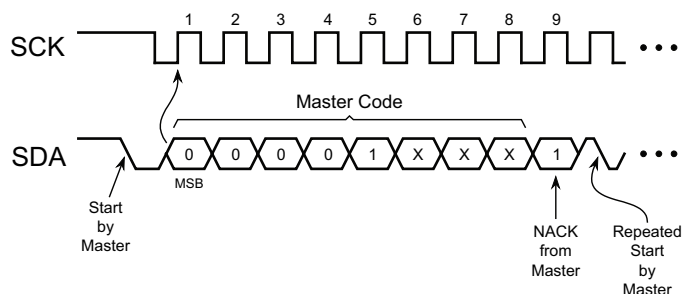 1 2 3 4 5 6 7 8 9
SCK
Master Code
SDA
0 0 0 0 1 X X X 1
MSB
Start
by
Master
NACK
from
Master
Repeated
Start
by
Master